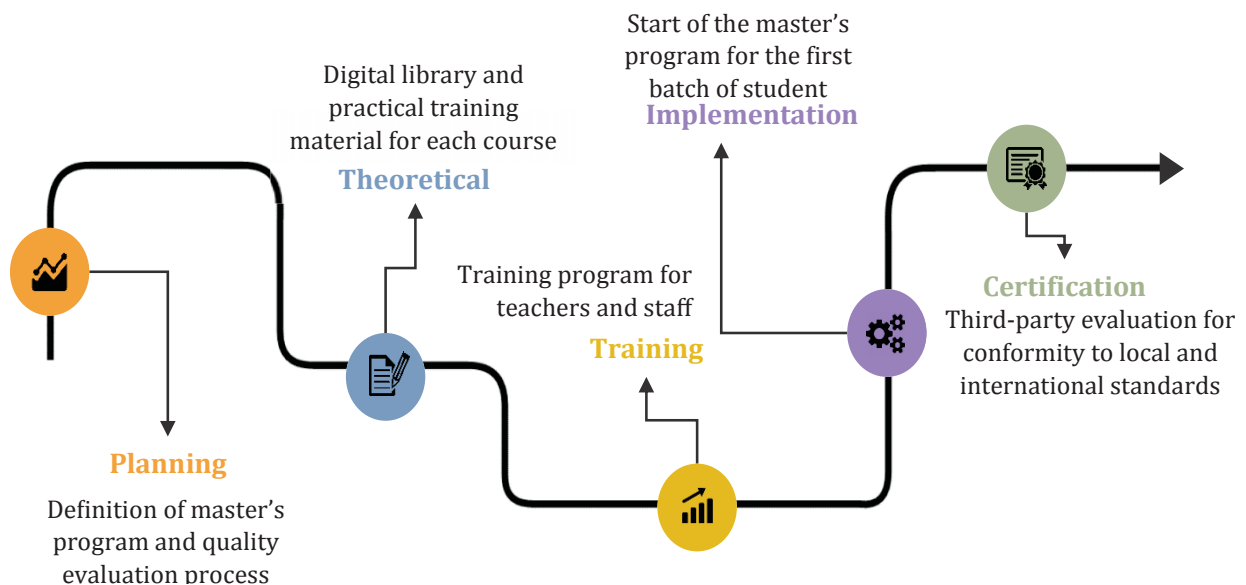 Planning
Definition of master's
program and quality
evaluation process
Digital library and
practical training
material for each course
Theoretical
Training program for
teachers and staff
Training
Start of the master's
program for the first
batch of student
Implementation
Certification
Third-party evaluation for
conformity to local and
international standards